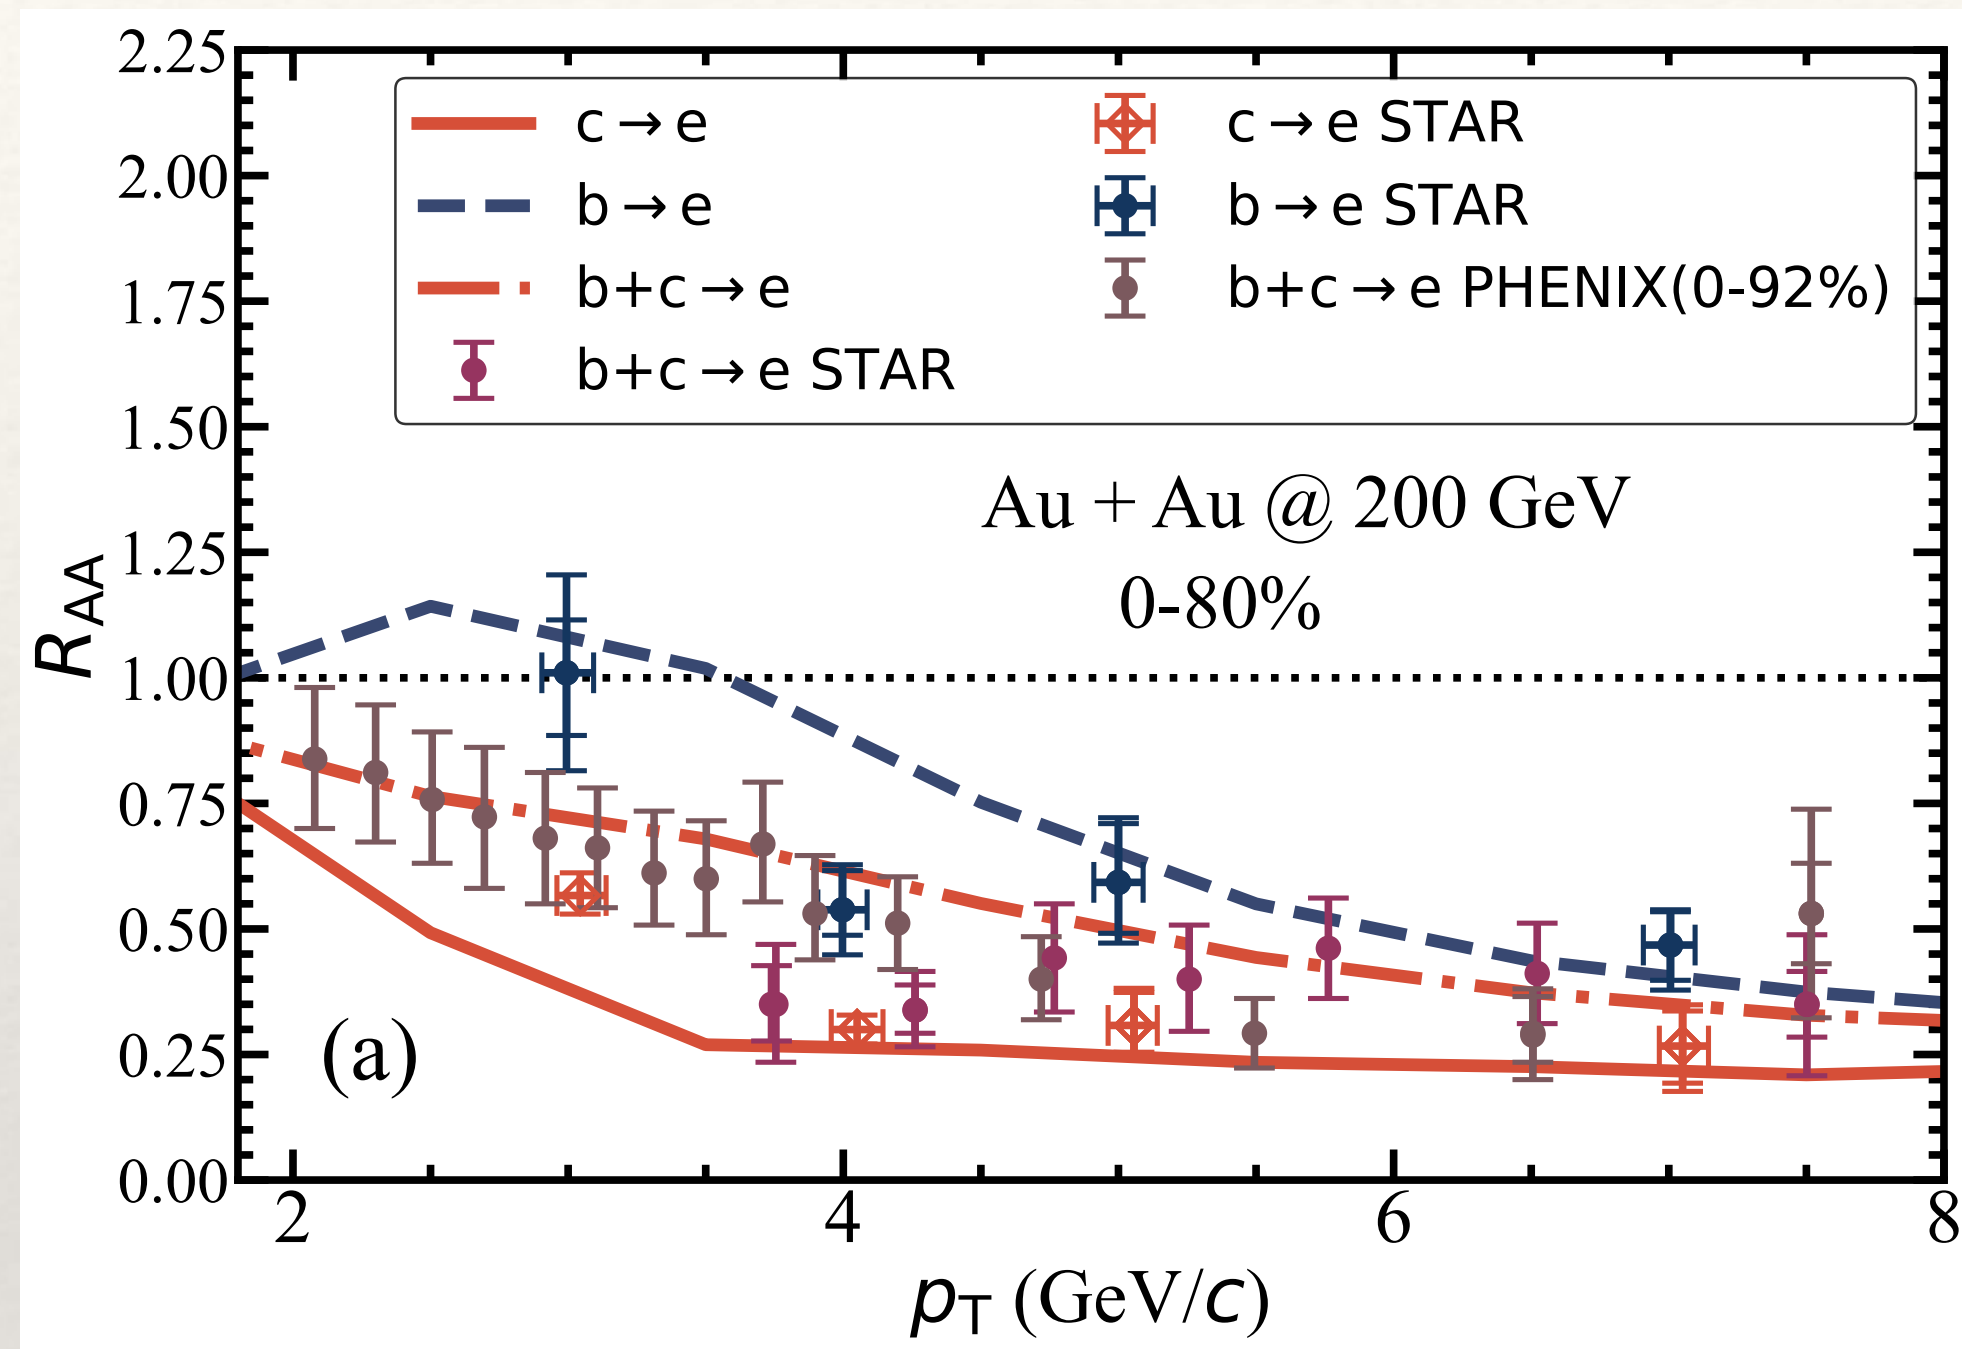 2.25
2.00
1.75
1.50
1.25
1.00
0.75
0.50
0.25
0.00
R_AA
c → e
b → e
b+c → e
b+c → e STAR
c → e STAR
b → e STAR
b+c → e PHENIX(0-92%)
Au + Au @ 200 GeV
0-80%
(a)
2 4 6 8
p_T (GeV/c)